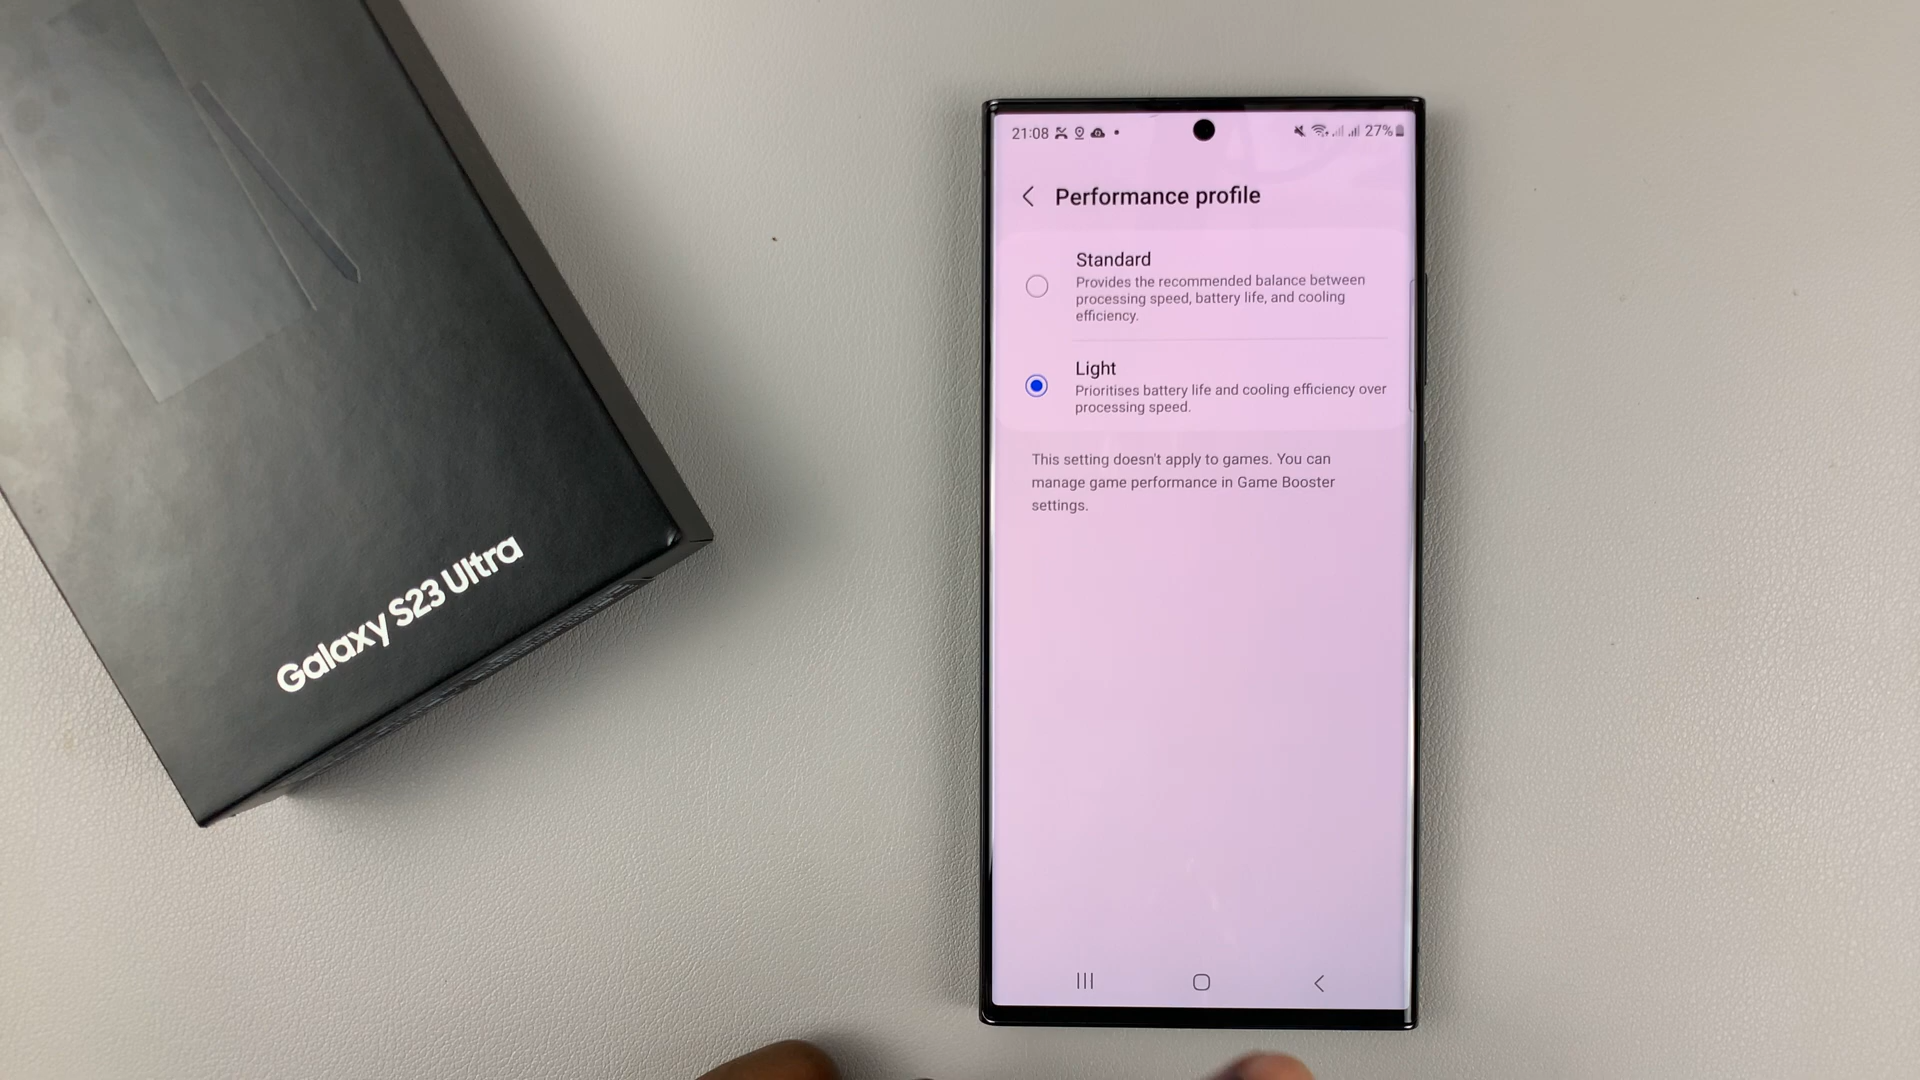 Galaxy S23 Ultra
21:08
27%
Performance profile
Standard
Provides the recommended balance between
processing speed, battery life, and cooling
efficiency.
Light
Prioritises battery life and cooling efficiency over
processing speed.
This setting doesn't apply to games. You can
manage game performance in Game Booster
settings.